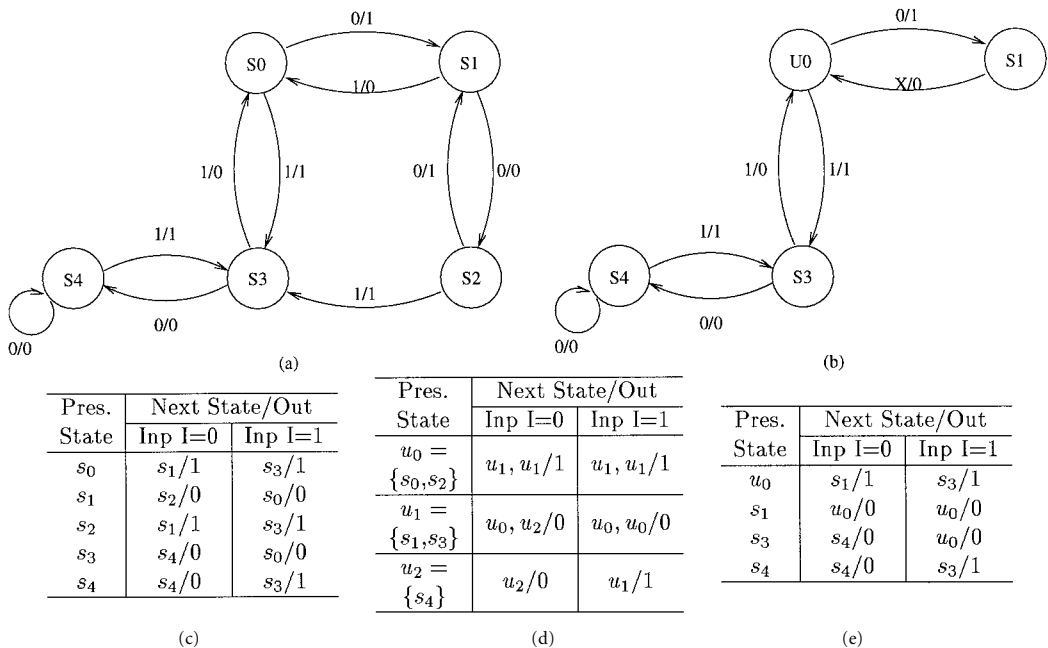 0/1
S0
S1
1/0
1/0
1/1
0/1
0/0
1/1
S4
S3
S2
0/0
1/1
0/0
(a)
0/1
U0
S1
X/0
1/0
1/1
1/1
S4
S3
0/0
0/0
(b)
Pres. State | Next State/Out
Inp I=0 | Inp I=1
s₀ s₁/1 s₃/1
s₁ s₂/0 s₀/0
s₂ s₁/1 s₃/1
s₃ s₄/0 s₀/0
s₄ s₄/0 s₃/1
(c)
Pres. State | Next State/Out
Inp I=0 | Inp I=1
u₀ =
{s₀,s₂} u₁, u₁/1 u₁, u₁/1
u₁ =
{s₁,s₃} u₀, u₂/0 u₀, u₀/0
u₂ =
{s₄} u₂/0 u₁/1
(d)
Pres. State | Next State/Out
Inp I=0 | Inp I=1
u₀ s₁/1 s₃/1
s₁ u₀/0 u₀/0
s₃ s₄/0 u₀/0
s₄ s₄/0 s₃/1
(e)